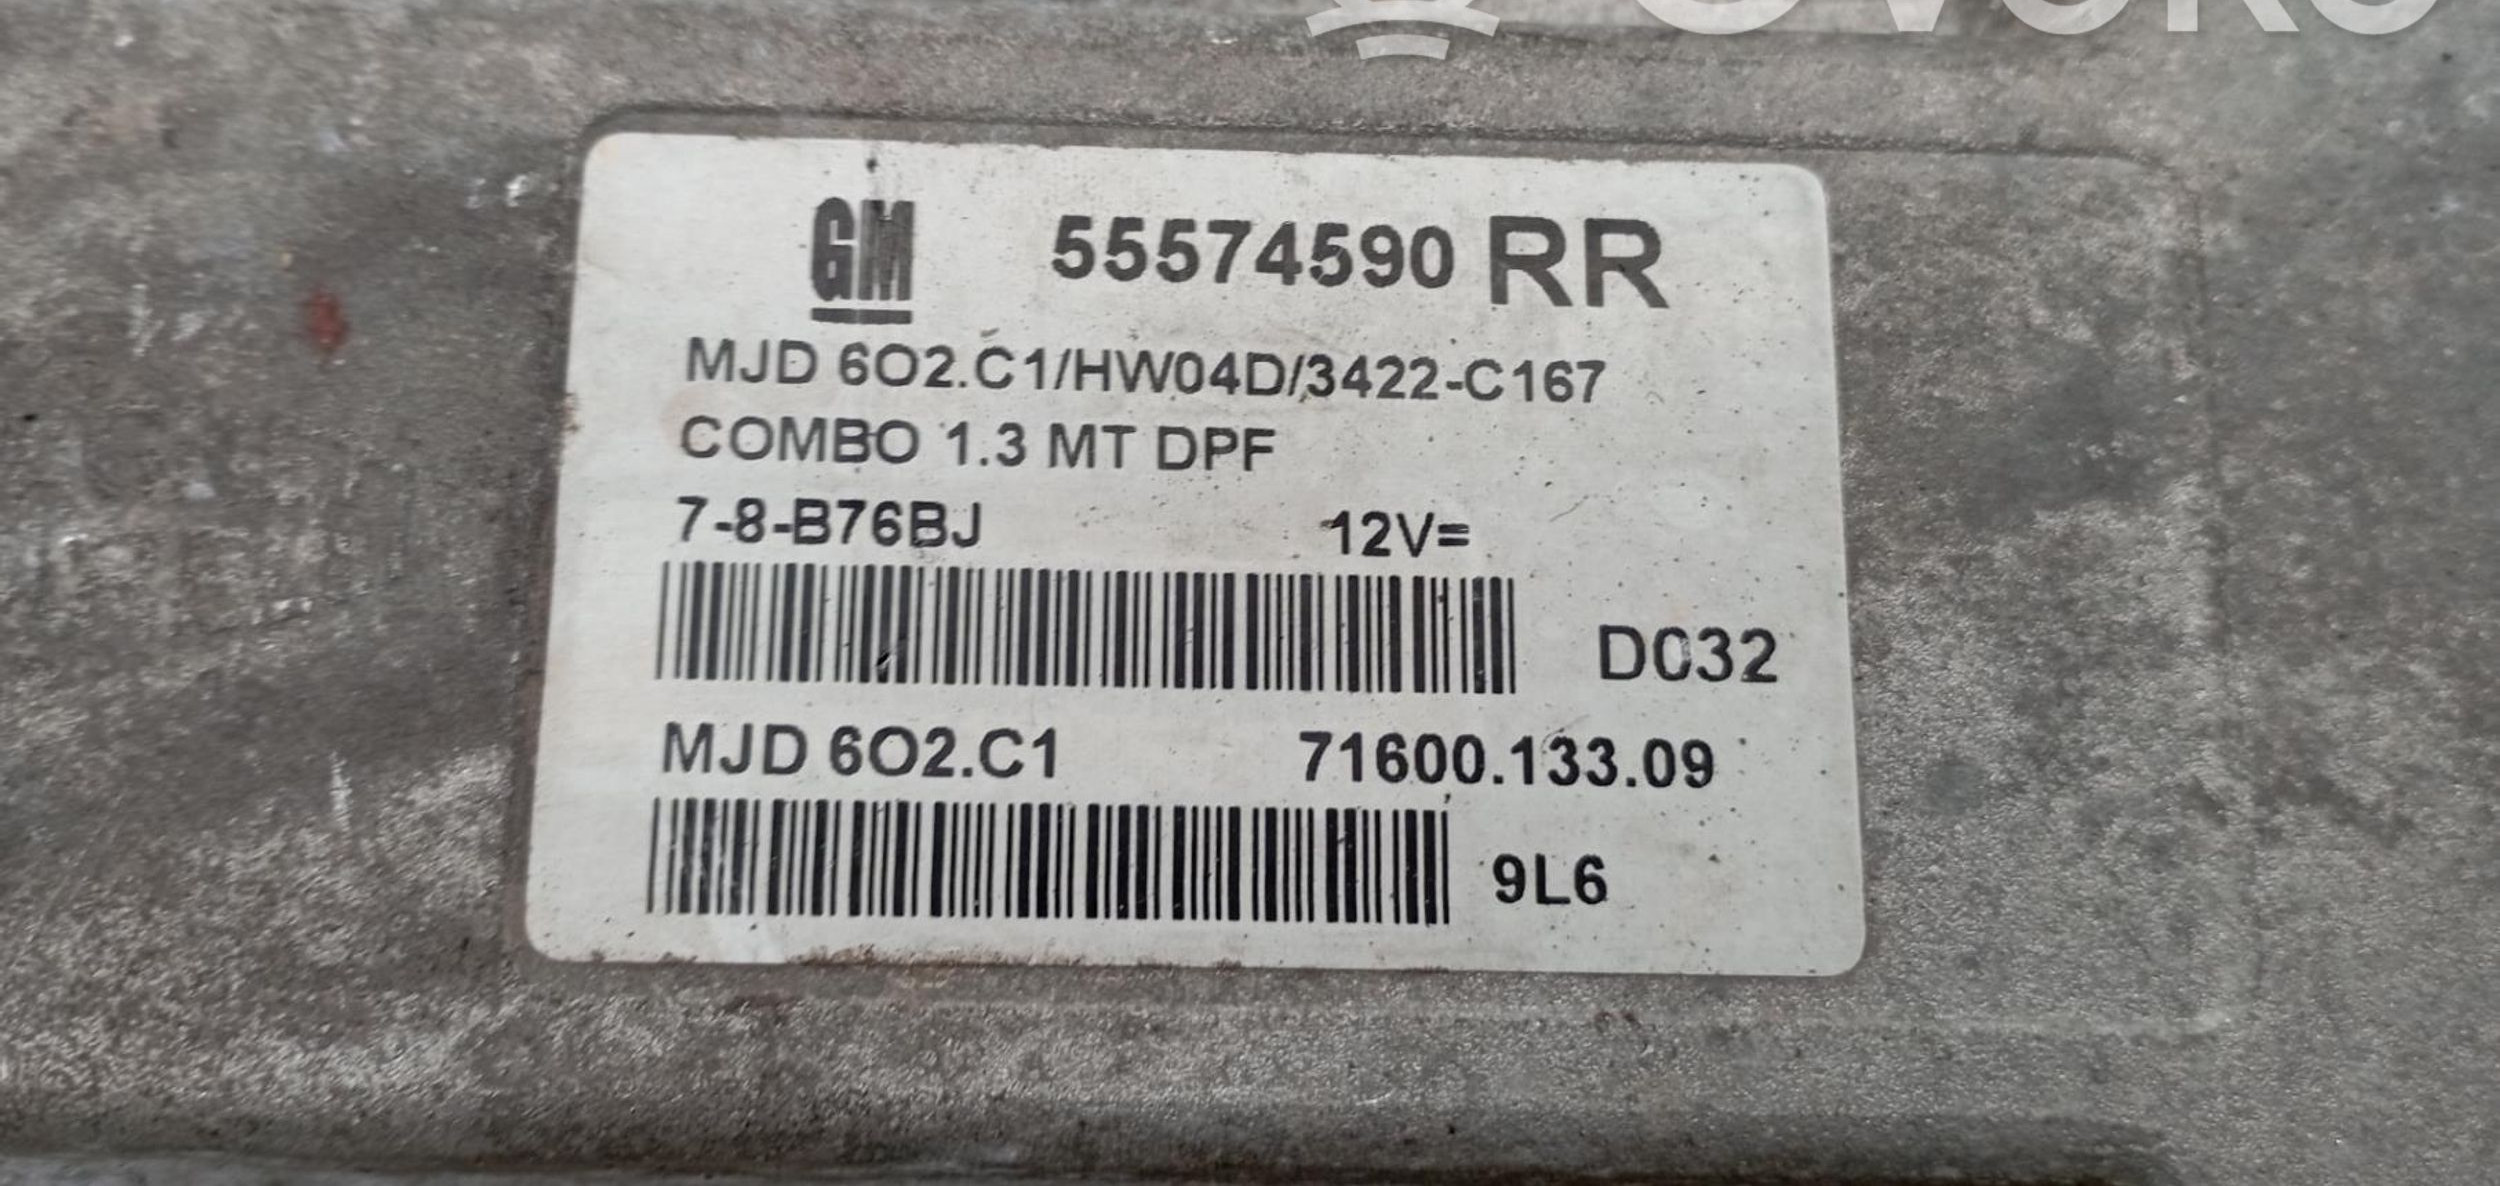 GM 55574590 RR
MJD 6O2.C1/HW04D/3422-C167
COMBO 1.3 MT DPF
7-8-B76BJ 12V=
D032
MJD 6O2.C1 71600.133.09
9L6